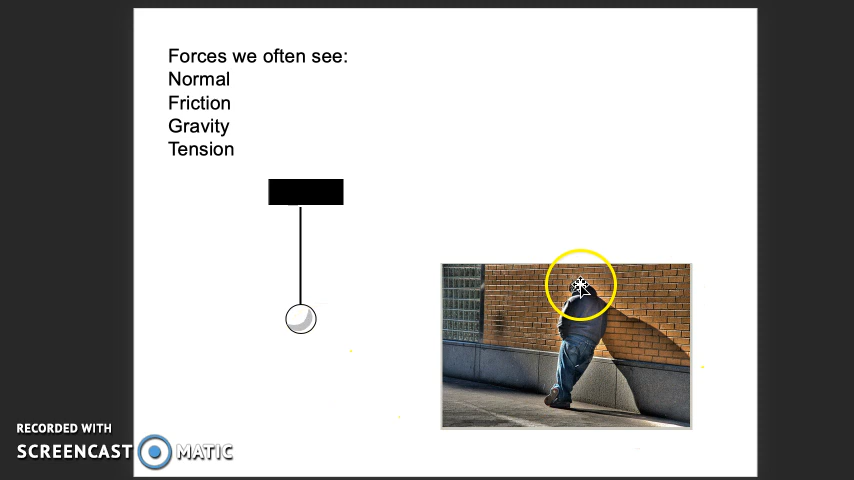 Forces we often see:
Normal
Friction
Gravity
Tension
RECORDED WITH
SCREENCAST MATIC